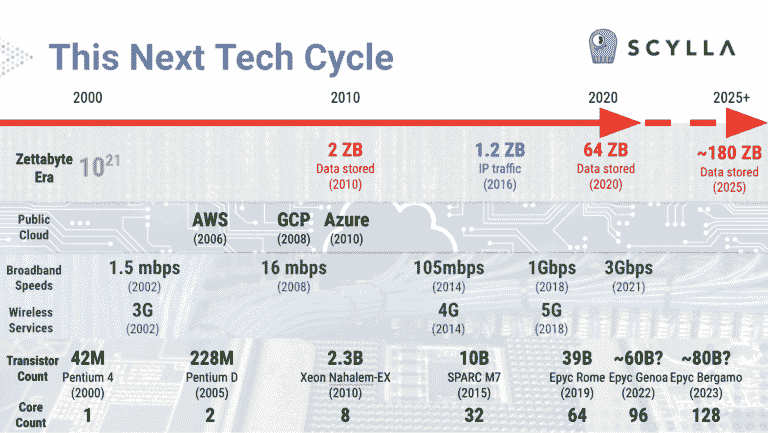 This Next Tech Cycle
SCYLLA
2000 2010 2020 2025+
Zettabyte Era 10²¹
2 ZB
Data stored
(2010)
1.2 ZB
IP traffic
(2016)
64 ZB
Data stored
(2020)
~180 ZB
Data stored
(2025)
Public
Cloud
AWS
(2006)
GCP
(2008)
Azure
(2010)
Broadband
Speeds
1.5 mbps
(2002)
16 mbps
(2008)
105mbps
(2014)
1Gbps
(2018)
3Gbps
(2021)
Wireless
Services
3G
(2002)
4G
(2014)
5G
(2018)
Transistor
Count
42M
Pentium 4
(2000)
228M
Pentium D
(2005)
2.3B
Xeon Nahalem-EX
(2010)
10B
SPARC M7
(2015)
39B
Epyc Rome
(2019)
~60B?
Epyc Genoa
(2022)
~80B?
Epyc Bergamo
(2023)
Core
Count
1 2 8 32 64 96 128